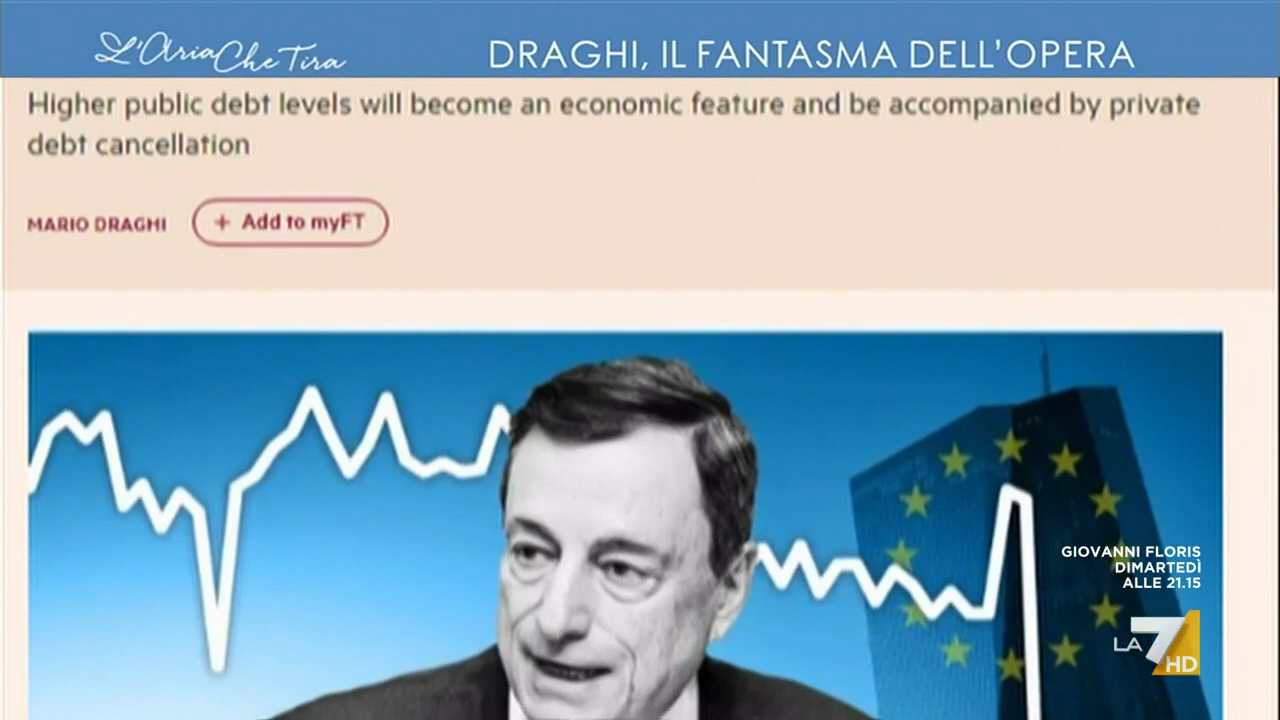 L'Aria Che Tira
DRAGHI, IL FANTASMA DELL'OPERA
Higher public debt levels will become an economic feature and be accompanied by private
debt cancellation
MARIO DRAGHI
+ Add to myFT
GIOVANNI FLORIS
DIMARTEDÌ
ALLE 21.15
LA7
HD